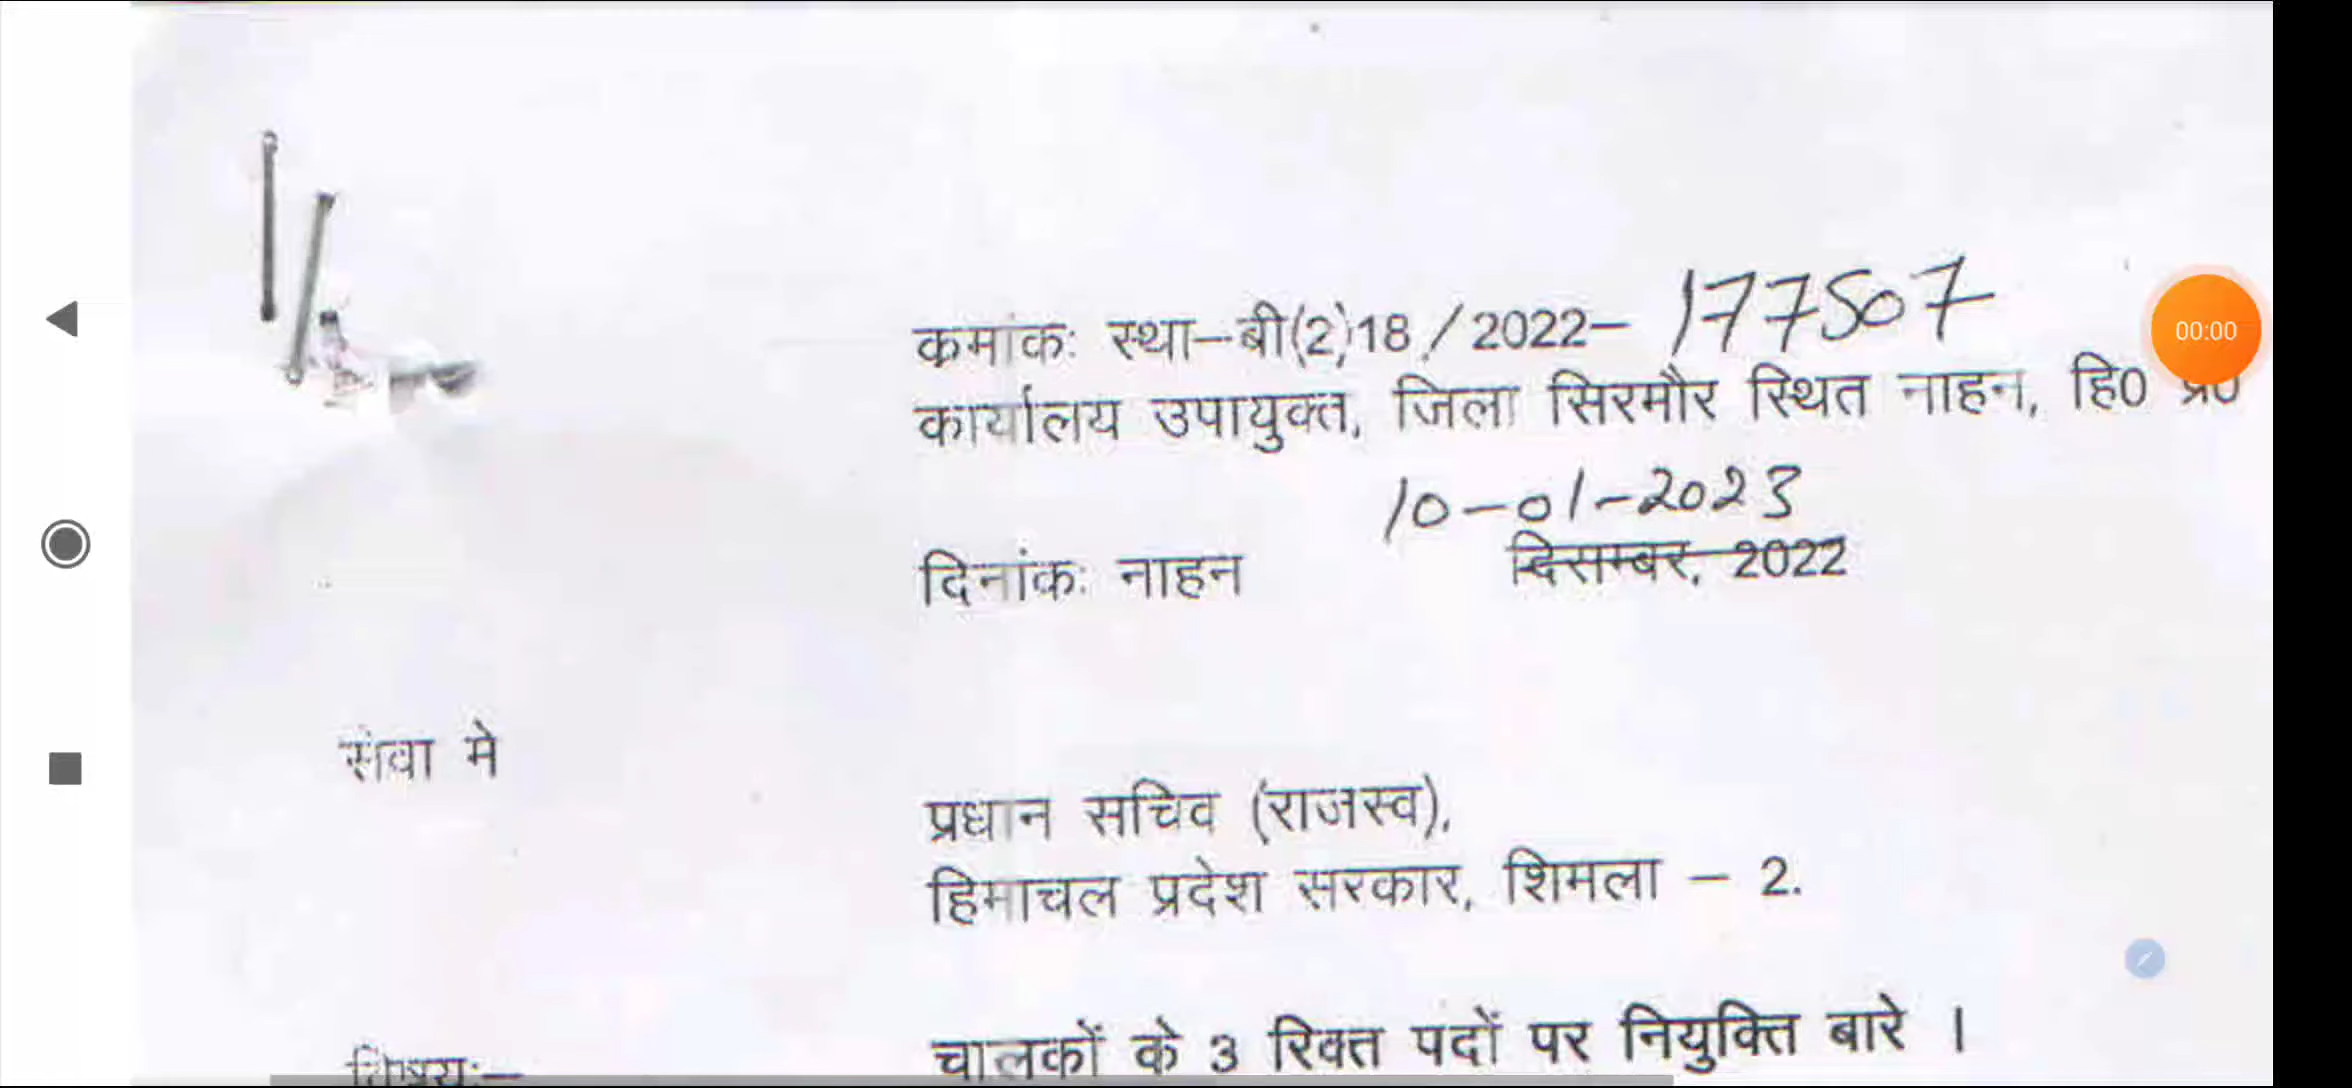 क्रमांकः स्था–बी(2)18/2022– 177507
कार्यालय उपायुक्त, जिला सिरमौर स्थित नाहन, हि0 प्र0
00:00
10-01-2023
दिनांकः नाहन दिसम्बर, 2022
सेवा मे
प्रधान सचिव (राजस्व),
हिमाचल प्रदेश सरकार, शिमला – 2.
विषयः– चालकों के 3 रिक्त पदों पर नियुक्ति बारे ।